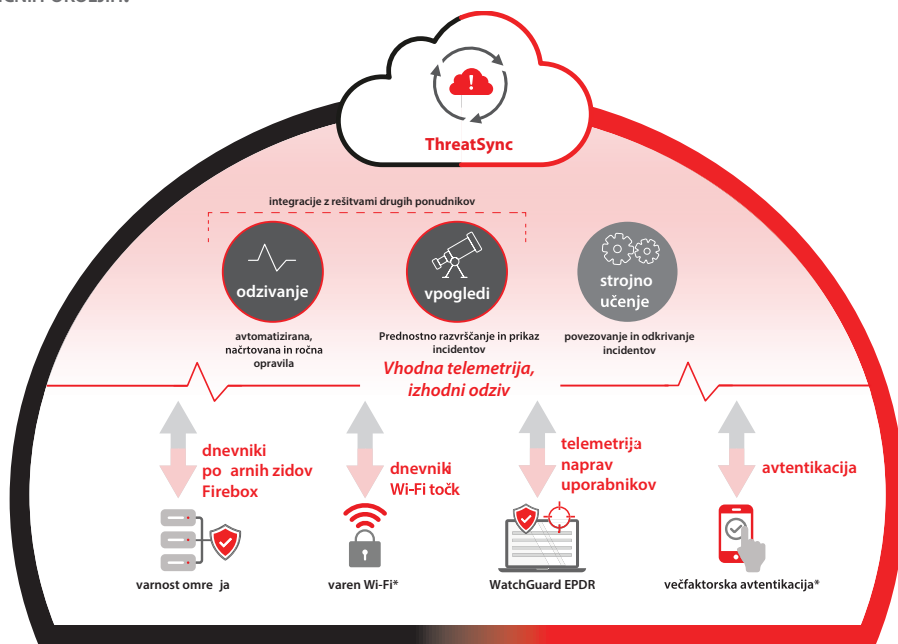 ThreatSync
integracije z rešitvami drugih ponudnikov
odzivanje
vpogledi
strojno
učenje
avtomatizirana,
načrtovana in ročna
opravila
Prednostno razvrščanje in prikaz
incidentov
povezovanje in odkrivanje
incidentov
Vhodna telemetrija,
izhodni odziv
dnevniki
po arnih zidov
Firebox
dnevniki
Wi-Fi točk
telemetrija
naprav
uporabnikov
avtentikacija
varnost omre ja
varen Wi-Fi*
WatchGuard EPDR
večfaktorska avtentikacija*